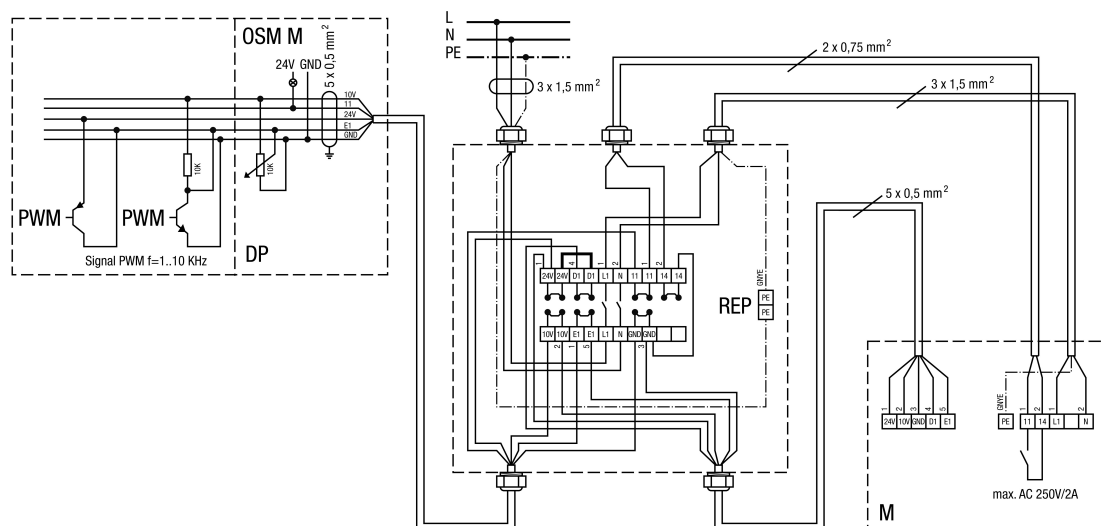 OSM M
24V GND
5 x 0,5 mm²
10V
11
24V
E1
GND
10K
10K
PWM
PWM
Signal PWM f=1..10 KHz
DP
L
N
PE
3 x 1,5 mm²
2 x 0,75 mm²
3 x 1,5 mm²
5 x 0,5 mm²
1 4 1 2 1 2
24V 24V D1 D1 L1 N 11 11 14 14
10V 10V E1 E1 L1 N GND GND
2 1 5 3
REP
GNYE
PE
PE
1 2 3 4 5
24V 10V GND D1 E1
GNYE
1 2 1 2
PE 11 14 L1 N
max. AC 250V/2A
M